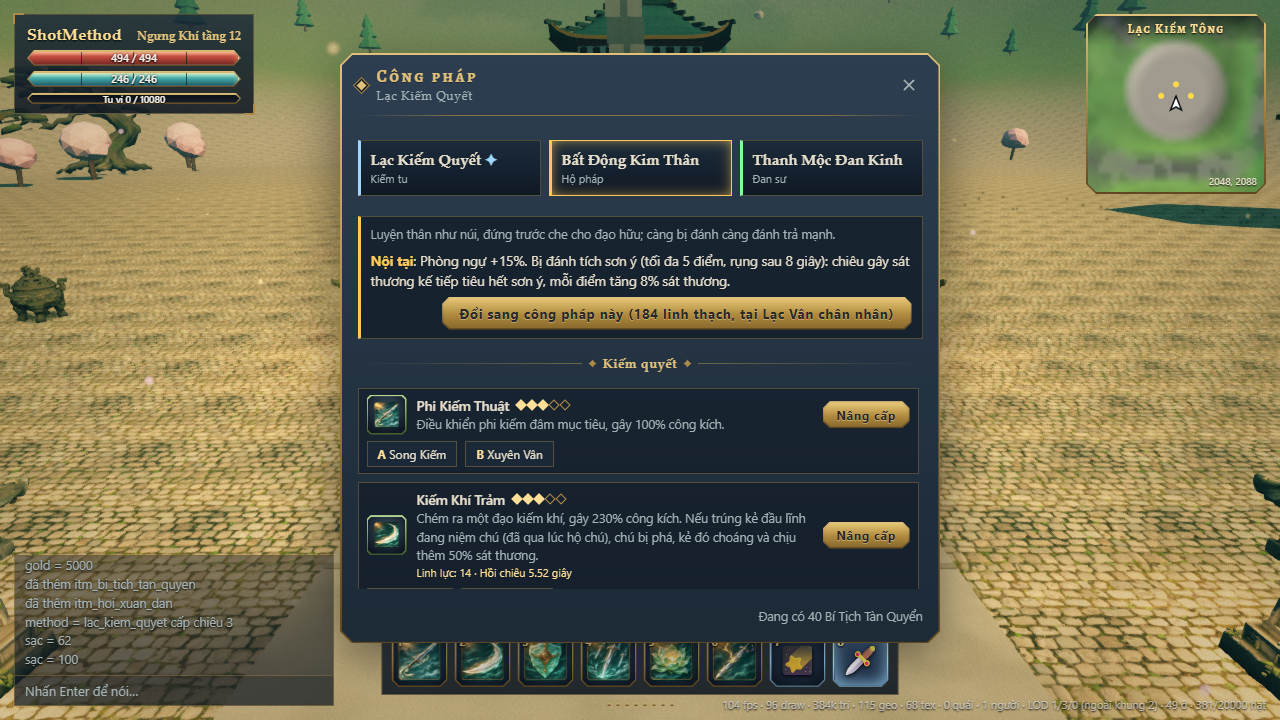 ShotMethod Ngưng Khí tầng 12
494 / 494
246 / 246
Tu vi 0 / 10080
Lạc Kiếm Tông
2048, 2088
Công pháp
Lạc Kiếm Quyết
Lạc Kiếm Quyết
Kiếm tu
Bất Động Kim Thân
Hộ pháp
Thanh Mộc Đan Kinh
Đan sư
Luyện thân như núi, đứng trước che cho đạo hữu; càng bị đánh càng đánh trả mạnh.
Nội tại: Phòng ngự +15%. Bị đánh tích sơn ý (tối đa 5 điểm, rụng sau 8 giây): chiêu gây sát
thương kế tiếp tiêu hết sơn ý, mỗi điểm tăng 8% sát thương.
Đổi sang công pháp này (184 linh thạch, tại Lạc Vân chân nhân)
Kiếm quyết
Phi Kiếm Thuật
Điều khiển phi kiếm đâm mục tiêu, gây 100% công kích.
Nâng cấp
A Song Kiếm
B Xuyên Vân
Kiếm Khí Trảm
Chém ra một đạo kiếm khí, gây 230% công kích. Nếu trúng kẻ đầu lĩnh
đang niệm chú (đã qua lúc hộ chú), chú bị phá, kẻ đó choáng và chịu
thêm 50% sát thương.
Linh lực: 14 · Hồi chiêu 5.52 giây
Nâng cấp
Đang có 40 Bí Tịch Tàn Quyển
gold = 5000
đã thêm itm_bi_tich_tan_quyen
đã thêm itm_hoi_xuan_dan
method = lac_kiem_quyet cấp chiêu 3
sạc = 62
sạc = 100
Nhấn Enter để nói...
104 fps · 96 draw · 384k tri · 115 geo · 68 tex · 0 quái · 1 người · LOD 1/3/0 (ngoài khung 2)